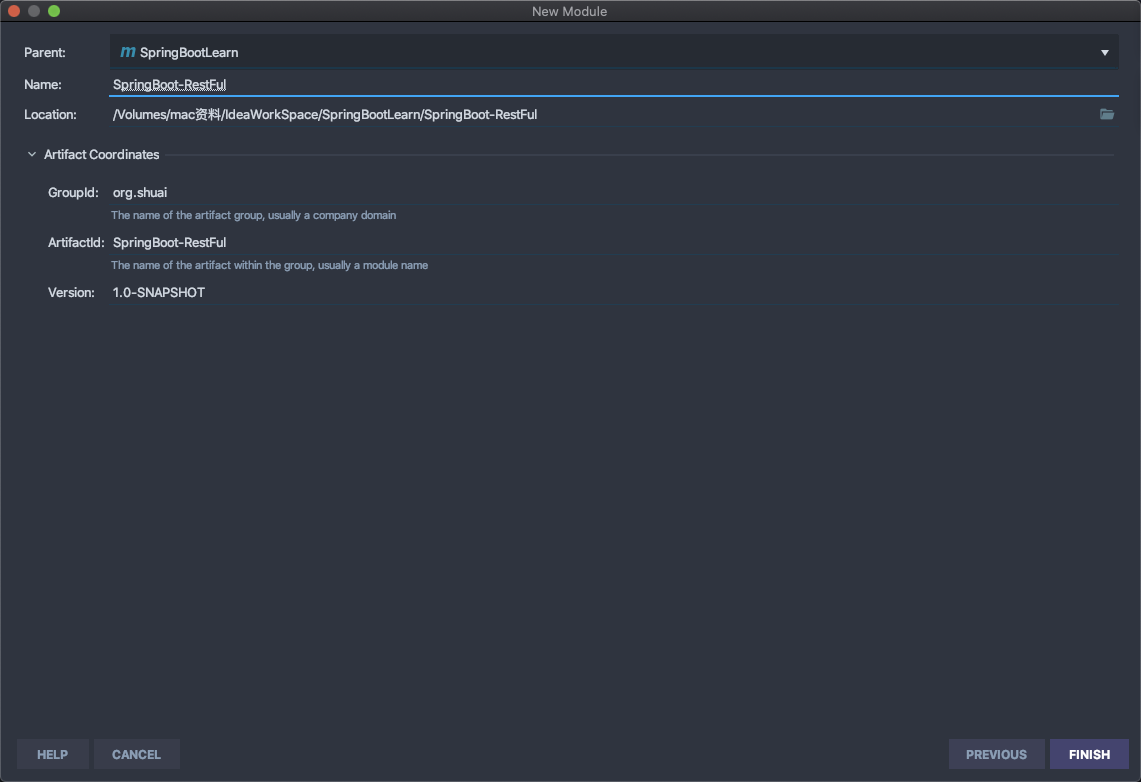 New Module
Parent: m SpringBootLearn
Name: SpringBoot-RestFul
Location: /Volumes/mac资料/IdeaWorkSpace/SpringBootLearn/SpringBoot-RestFul
Artifact Coordinates
GroupId: org.shuai
The name of the artifact group, usually a company domain
ArtifactId: SpringBoot-RestFul
The name of the artifact within the group, usually a module name
Version: 1.0-SNAPSHOT
HELP CANCEL PREVIOUS FINISH